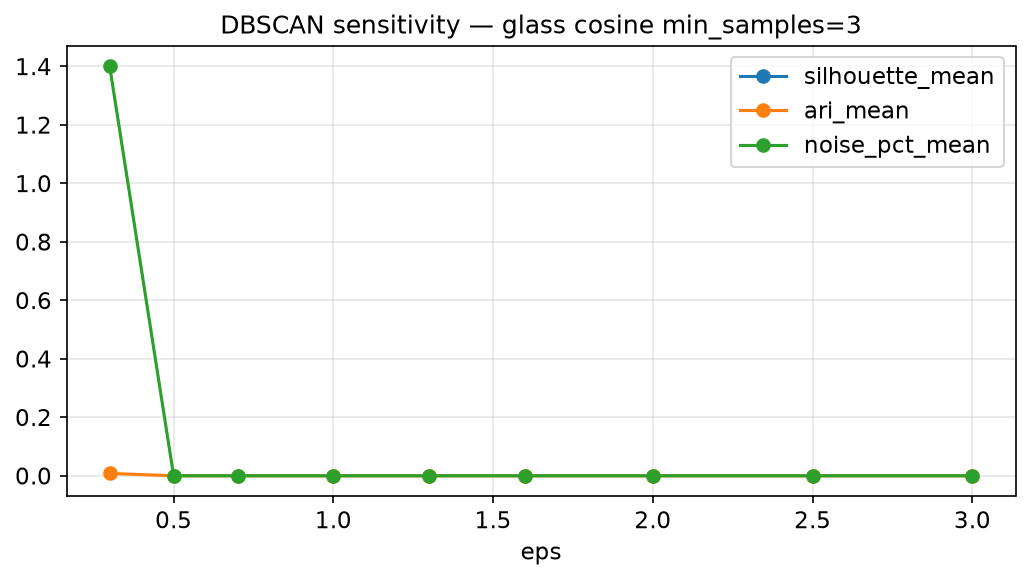 DBSCAN sensitivity — glass cosine min_samples=3
silhouette_mean
ari_mean
noise_pct_mean
1.4
1.2
1.0
0.8
0.6
0.4
0.2
0.0
0.5 1.0 1.5 2.0 2.5 3.0
eps